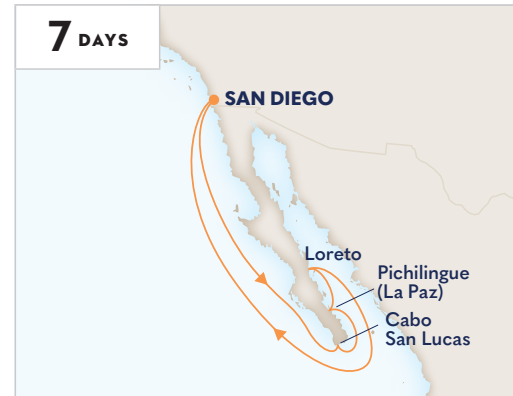 7 DAYS
SAN DIEGO
Loreto
Pichilingue
(La Paz)
Cabo
San Lucas